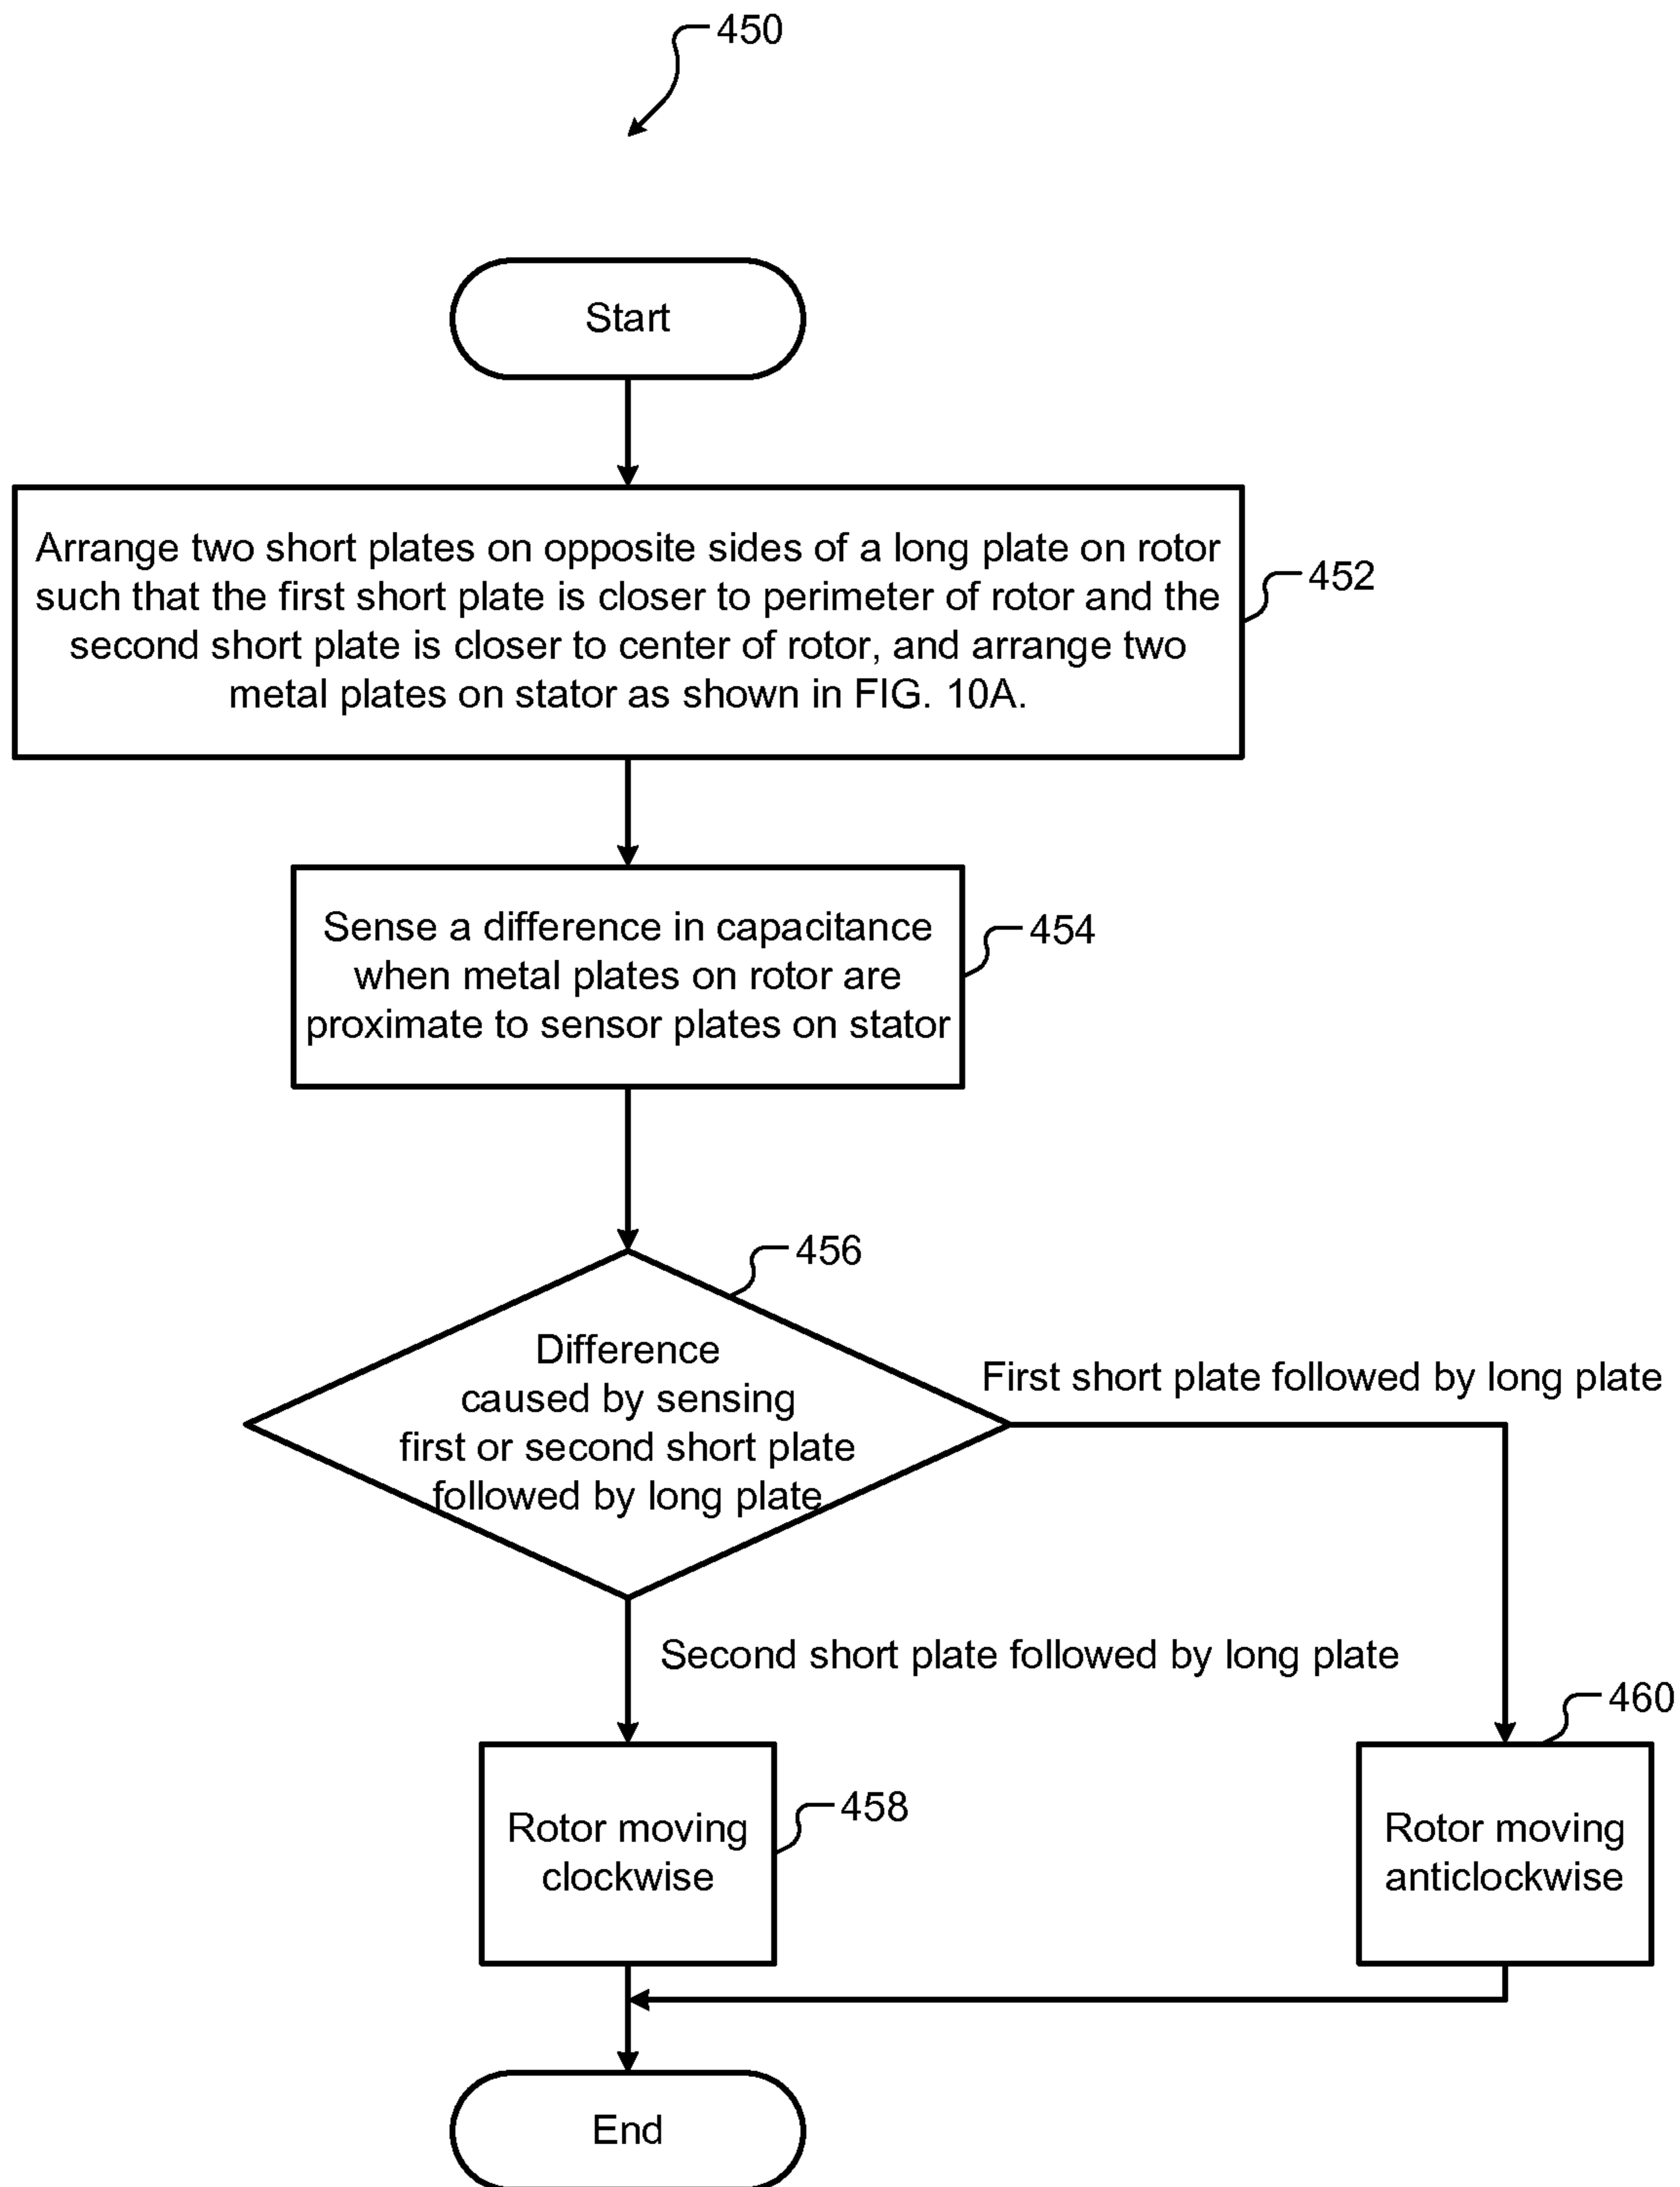 450
Start
Arrange two short plates on opposite sides of a long plate on rotor
such that the first short plate is closer to perimeter of rotor and the
second short plate is closer to center of rotor, and arrange two
metal plates on stator as shown in FIG. 10A.
452
Sense a difference in capacitance
when metal plates on rotor are
proximate to sensor plates on stator
454
456
Difference
caused by sensing
first or second short plate
followed by long plate
First short plate followed by long plate
Second short plate followed by long plate
Rotor moving
clockwise
458
460
Rotor moving
anticlockwise
End